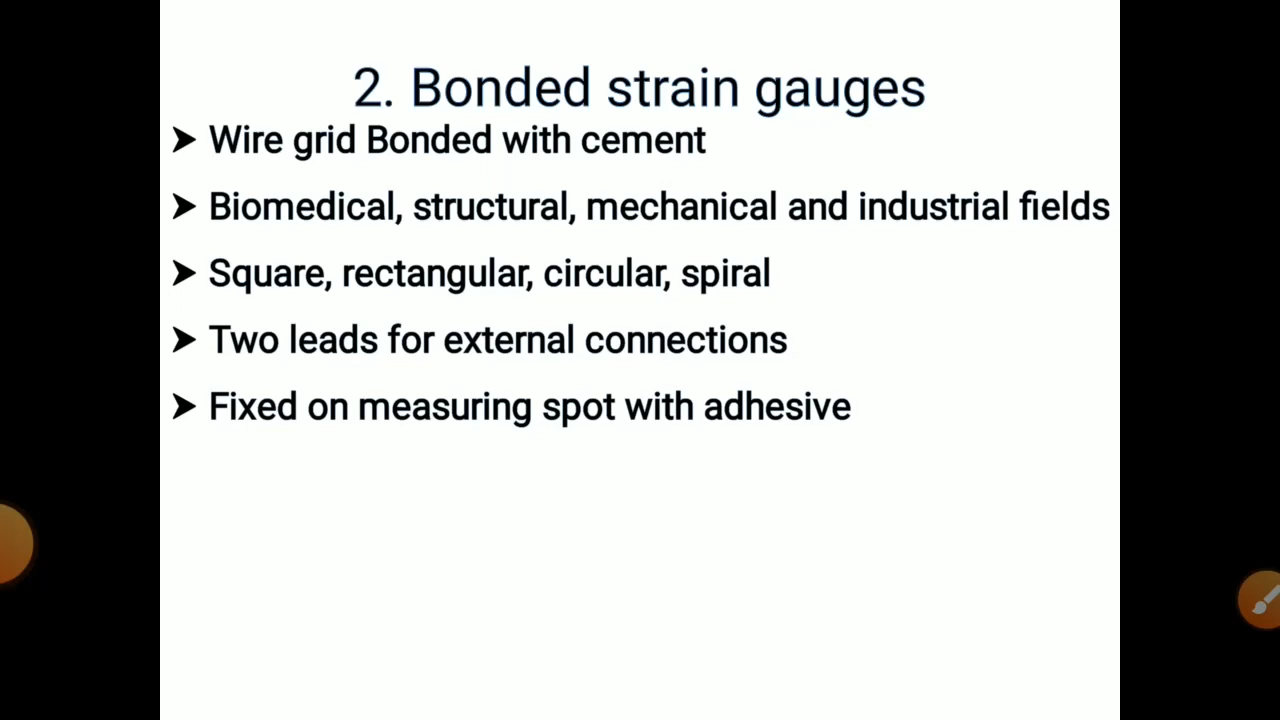 2. Bonded strain gauges
➤ Wire grid Bonded with cement
➤ Biomedical, structural, mechanical and industrial fields
➤ Square, rectangular, circular, spiral
➤ Two leads for external connections
➤ Fixed on measuring spot with adhesive